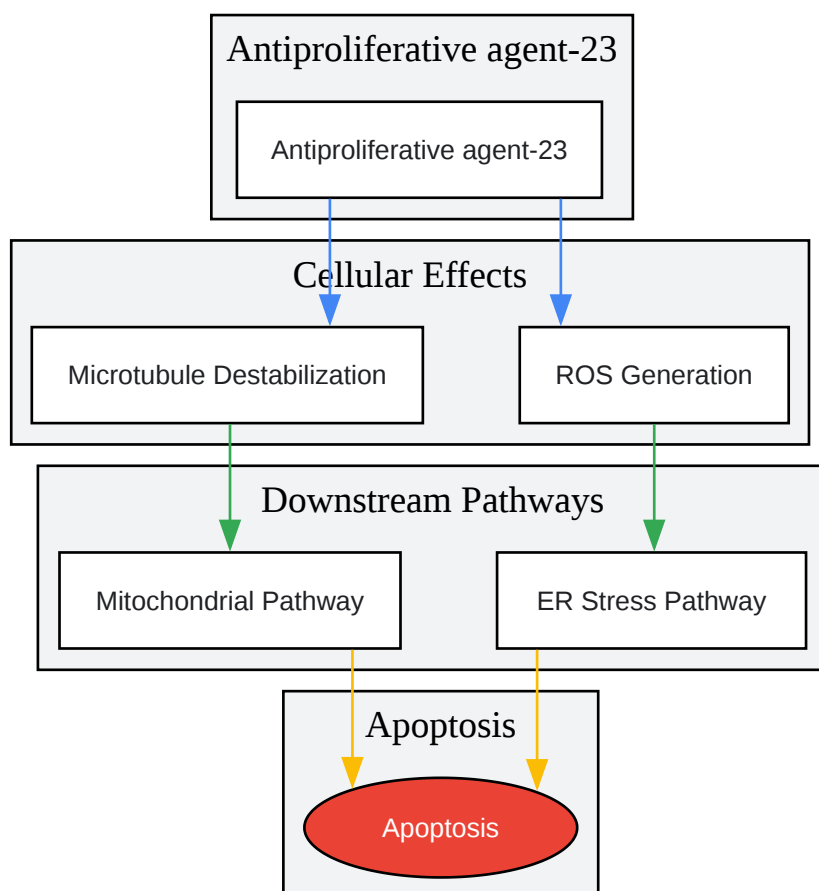 Antiproliferative agent-23
Antiproliferative agent-23
Cellular Effects
Microtubule Destabilization
ROS Generation
Downstream Pathways
Mitochondrial Pathway
ER Stress Pathway
Apoptosis
Apoptosis